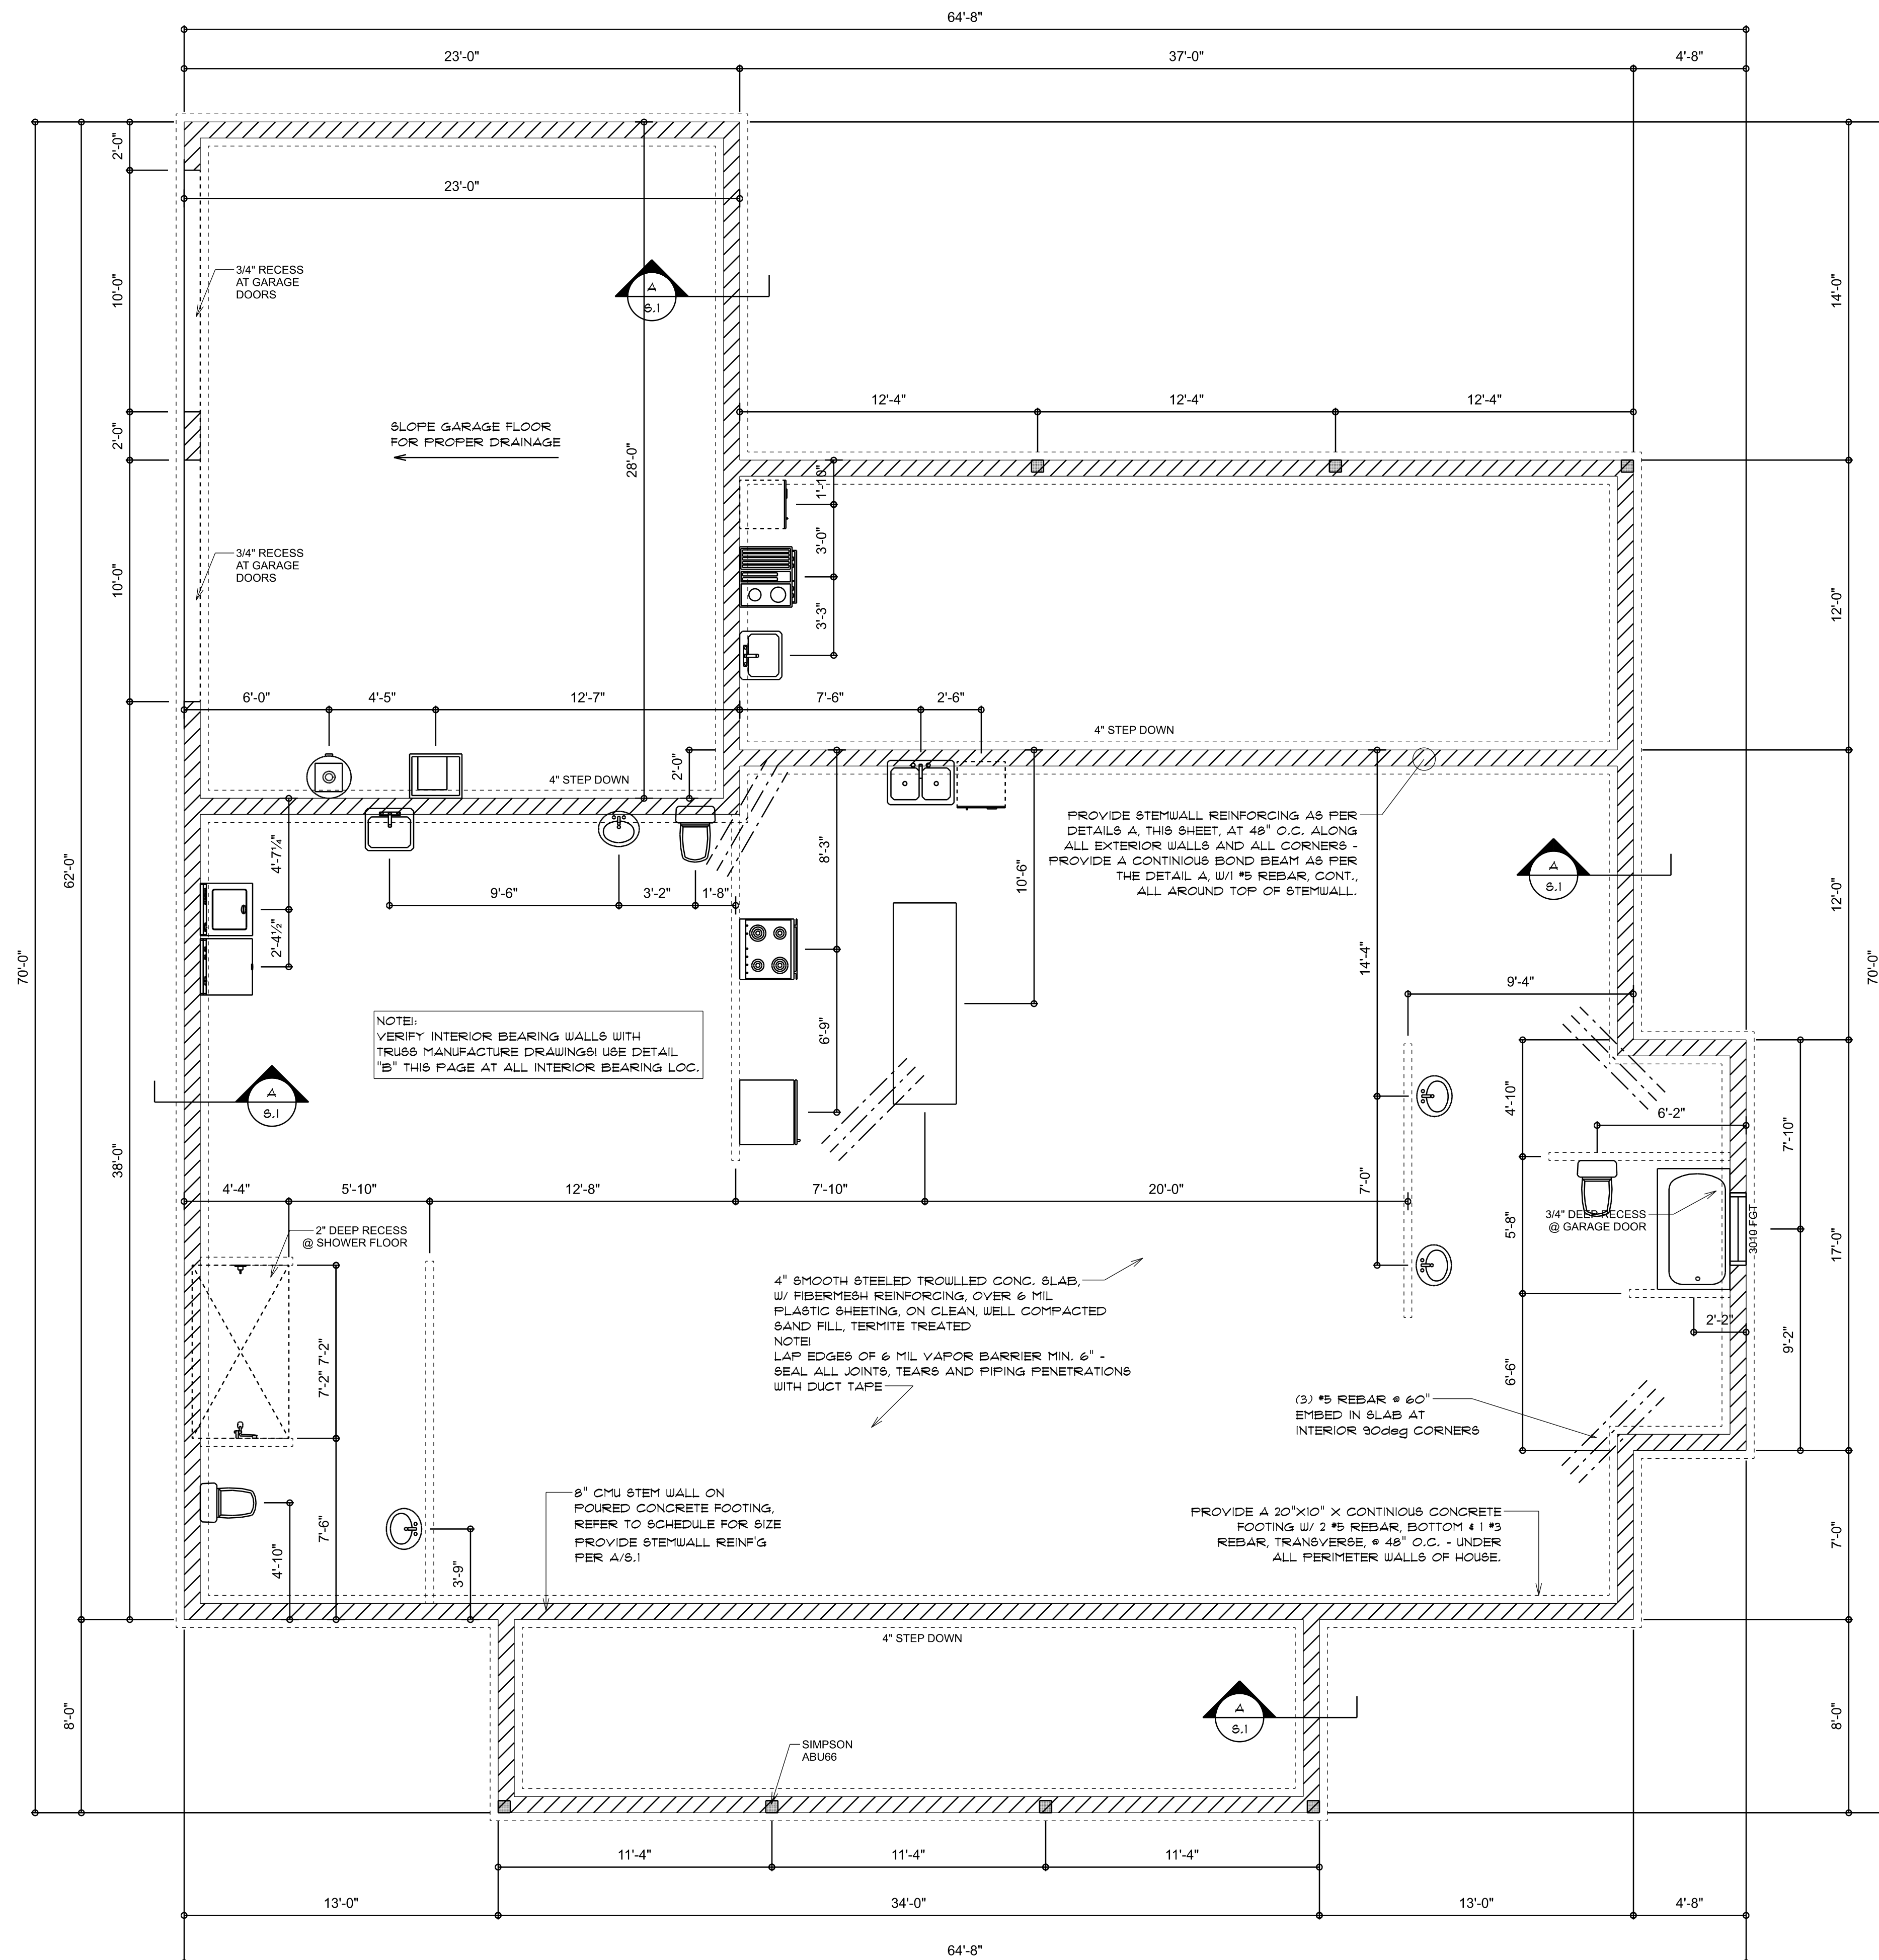 64'-8"
23'-0"
37'-0"
4'-8"
2'-0"
23'-0"
3/4" RECESS
AT GARAGE
DOORS
10'-0"
14'-0"
A
S.1
12'-4"
12'-4"
12'-4"
SLOPE GARAGE FLOOR
FOR PROPER DRAINAGE
2'-0"
28'-0"
1'-10"
3'-0"
3'-3"
3/4" RECESS
AT GARAGE
DOORS
10'-0"
12'-0"
6'-0"
4'-5"
12'-7"
7'-6"
2'-6"
4" STEP DOWN
4" STEP DOWN
2'-0"
PROVIDE STEMWALL REINFORCING AS PER
DETAILS A, THIS SHEET, AT 48" O.C. ALONG
ALL EXTERIOR WALLS AND ALL CORNERS -
PROVIDE A CONTINIOUS BOND BEAM AS PER
THE DETAIL A, W/1 #5 REBAR, CONT.,
ALL AROUND TOP OF STEMWALL.
4'-7¼"
2'-4½"
9'-6"
3'-2"
1'-8"
8'-3"
10'-6"
6'-9"
62'-0"
70'-0"
A
S.1
12'-0"
70'-0"
14'-4"
9'-4"
NOTE!:
VERIFY INTERIOR BEARING WALLS WITH
TRUSS MANUFACTURE DRAWINGS! USE DETAIL
"B" THIS PAGE AT ALL INTERIOR BEARING LOC.
A
S.1
4'-10"
6'-2"
7'-10"
38'-0"
4'-4"
5'-10"
12'-8"
7'-10"
20'-0"
7'-0"
2" DEEP RECESS
@ SHOWER FLOOR
3/4" DEEP RECESS
@ GARAGE DOOR
3010 FGT
5'-8"
17'-0"
4" SMOOTH STEELED TROWLLED CONC. SLAB,
W/ FIBERMESH REINFORCING, OVER 6 MIL
PLASTIC SHEETING, ON CLEAN, WELL COMPACTED
SAND FILL, TERMITE TREATED
NOTE!
LAP EDGES OF 6 MIL VAPOR BARRIER MIN. 6" -
SEAL ALL JOINTS, TEARS AND PIPING PENETRATIONS
WITH DUCT TAPE
7'-2" 7'-2"
2'-2"
9'-2"
6'-6"
(3) #5 REBAR @ 60"
EMBED IN SLAB AT
INTERIOR 90deg CORNERS
8" CMU STEM WALL ON
POURED CONCRETE FOOTING,
REFER TO SCHEDULE FOR SIZE
PROVIDE STEMWALL REINF'G
PER A/S.1
PROVIDE A 20"X10" X CONTINIOUS CONCRETE
FOOTING W/ 2 #5 REBAR, BOTTOM & 1 #3
REBAR, TRANSVERSE, @ 48" O.C. - UNDER
ALL PERIMETER WALLS OF HOUSE.
7'-6"
4'-10"
3'-9"
7'-0"
4" STEP DOWN
A
S.1
8'-0"
8'-0"
SIMPSON
ABU66
11'-4"
11'-4"
11'-4"
13'-0"
34'-0"
13'-0"
4'-8"
64'-8"